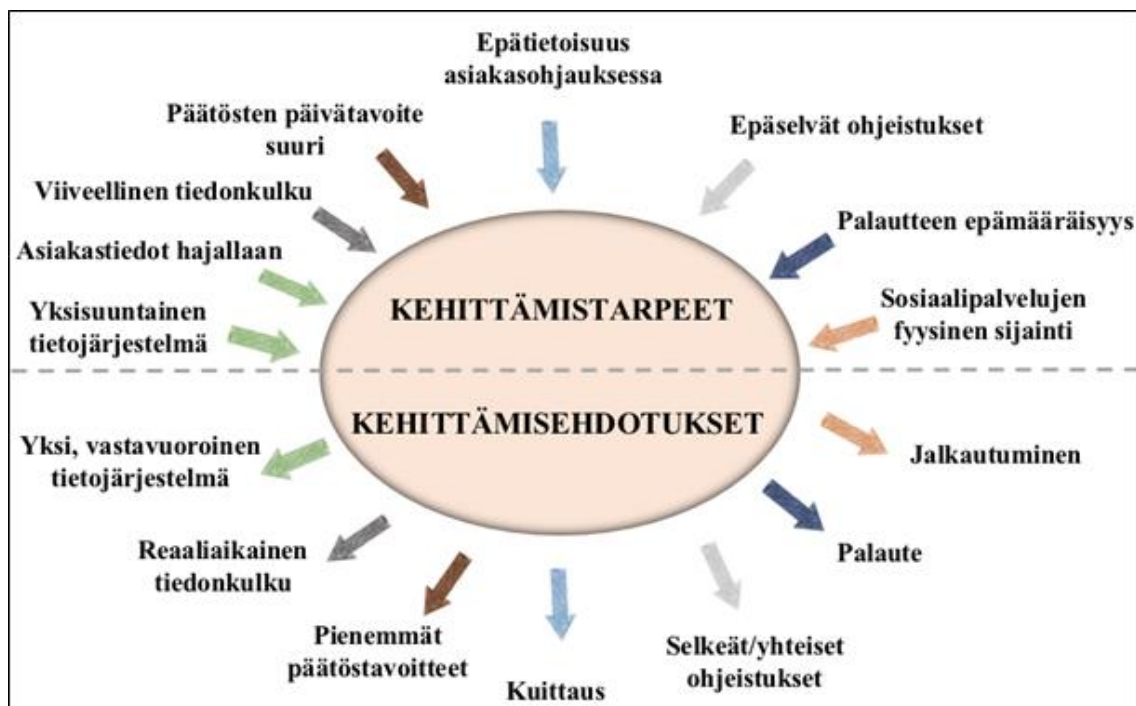 Epätietoisuus
asiakasohjauksessa
Päätösten päivätavoite
suuri
Epäselvät ohjeistukset
Viiveellinen tiedonkulku
Palautteen epämääräisyys
Asiakastiedot hajallaan
Yksisuuntainen
tietojärjestelmä
KEHITTÄMISTARPEET
Sosiaalipalvelujen
fyysinen sijainti
KEHITTÄMISEHDOTUKSET
Yksi, vastavuoroinen
tietojärjestelmä
Jalkautuminen
Reaaliaikainen
tiedonkulku
Palaute
Pienemmät
päätöstavoitteet
Kuittaus
Selkeät/yhteiset
ohjeistukset